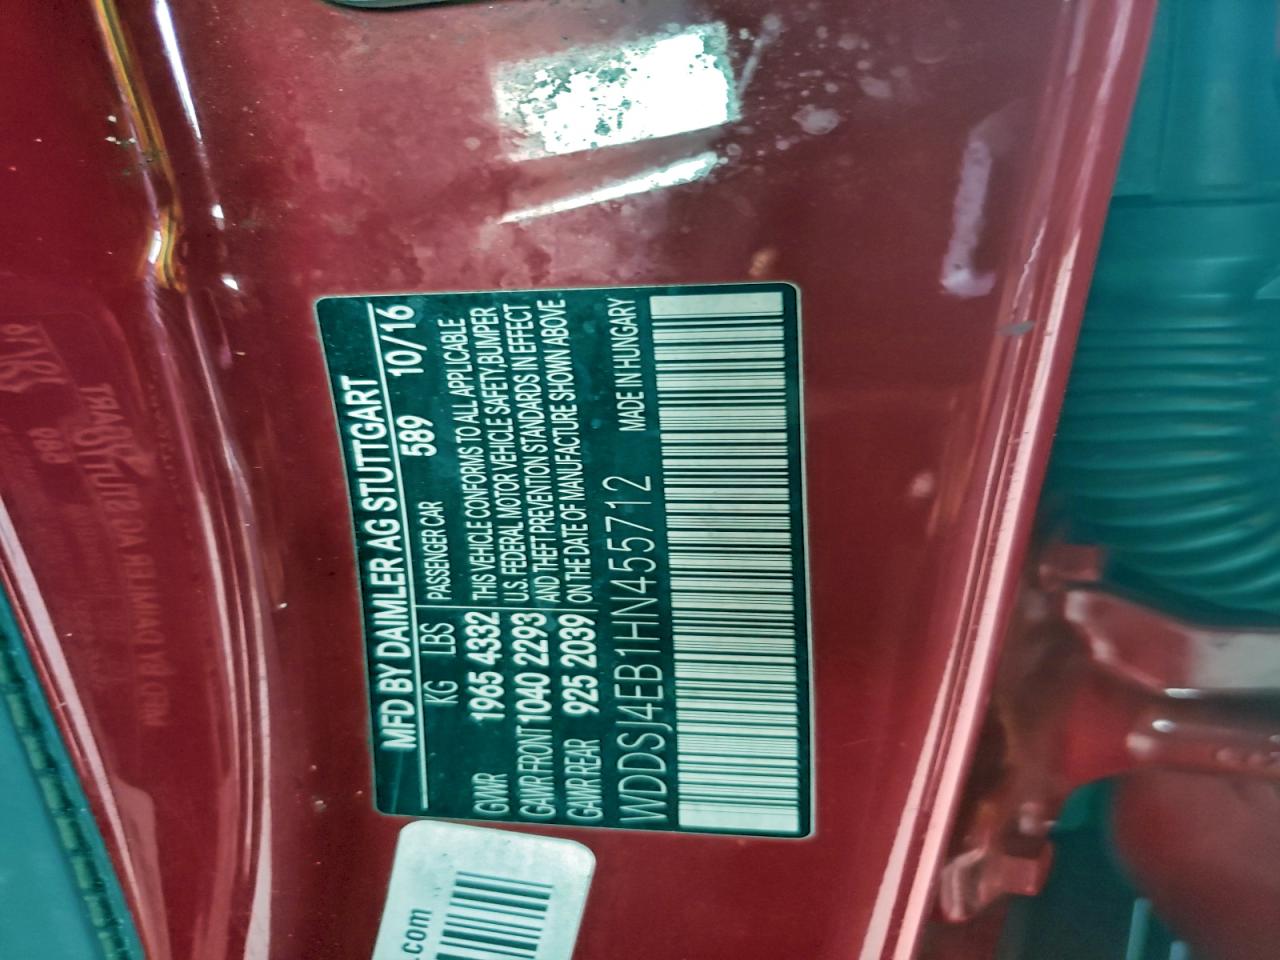 MFD BY DAIMLER AG STUTTGART
KG LBS PASSENGER CAR 589 10/16
GVWR 1965 4332
GAWR FRONT 1040 2293
GAWR REAR 925 2039
THIS VEHICLE CONFORMS TO ALL APPLICABLE
U.S. FEDERAL MOTOR VEHICLE SAFETY, BUMPER
AND THEFT PREVENTION STANDARDS IN EFFECT
ON THE DATE OF MANUFACTURE SHOWN ABOVE
WDDSJ4EB1HN455712 MADE IN HUNGARY
.com